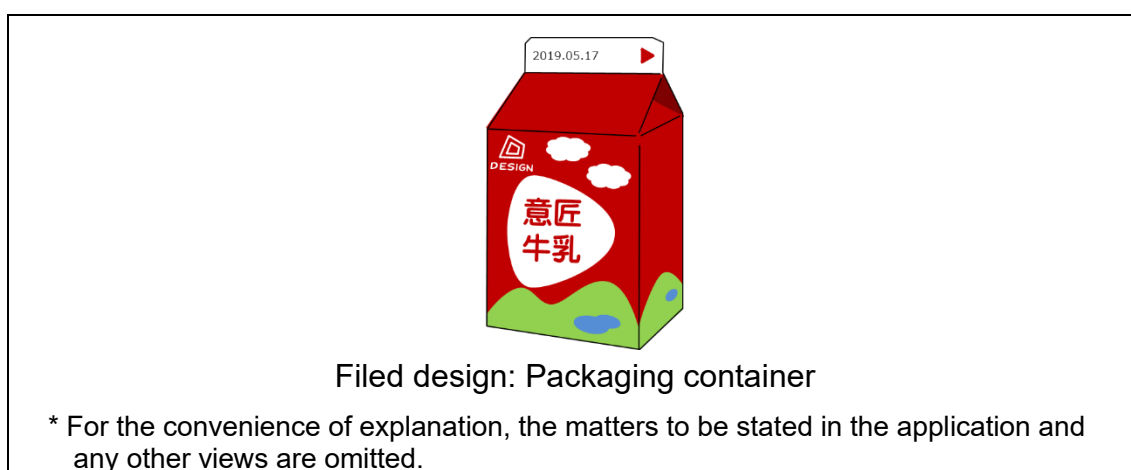 2019.05.17
DESIGN
意匠
牛乳
Filed design: Packaging container
* For the convenience of explanation, the matters to be stated in the application and
any other views are omitted.